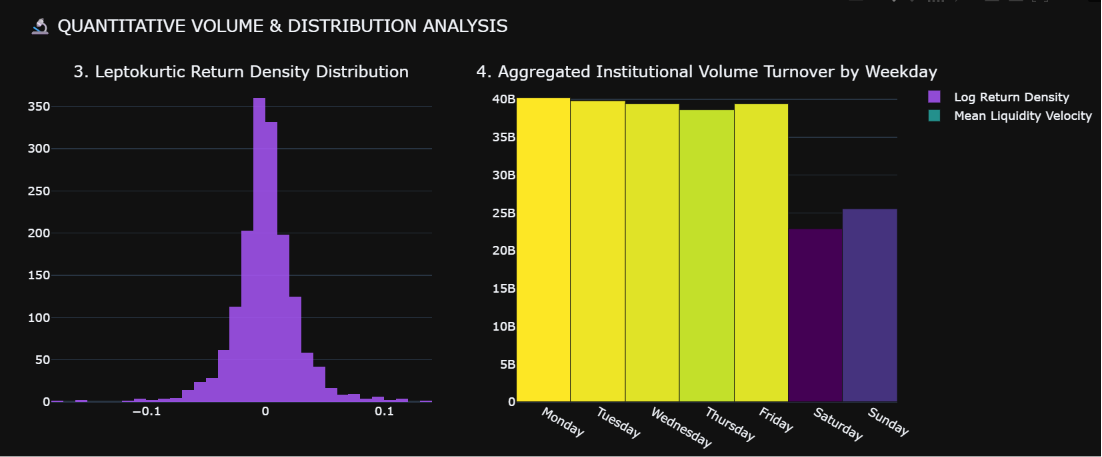 🔬 QUANTITATIVE VOLUME & DISTRIBUTION ANALYSIS
3. Leptokurtic Return Density Distribution
350
300
250
200
150
100
50
0
−0.1
0
0.1
4. Aggregated Institutional Volume Turnover by Weekday
40B
35B
30B
25B
20B
15B
10B
5B
0
Monday
Tuesday
Wednesday
Thursday
Friday
Saturday
Sunday
Log Return Density
Mean Liquidity Velocity